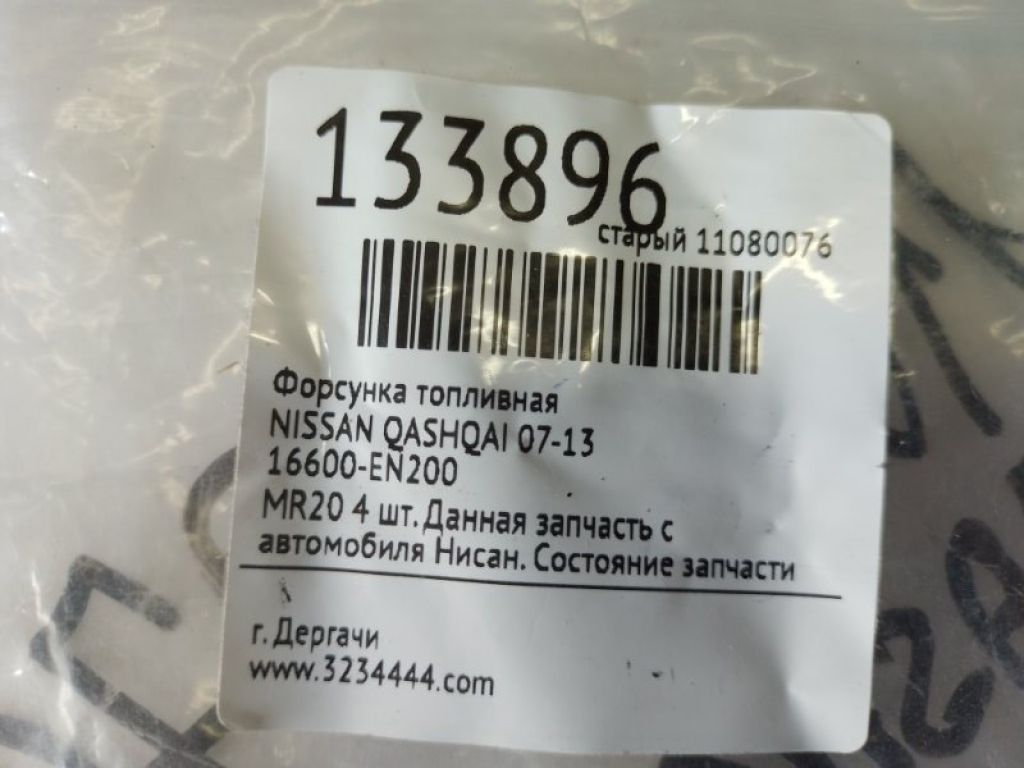 133896
старый 11080076
Форсунка топливная
NISSAN QASHQAI 07-13
16600-EN200
MR20 4 шт. Данная запчасть с
автомобиля Нисан. Состояние запчасти
г. Дергачи
www.3234444.com